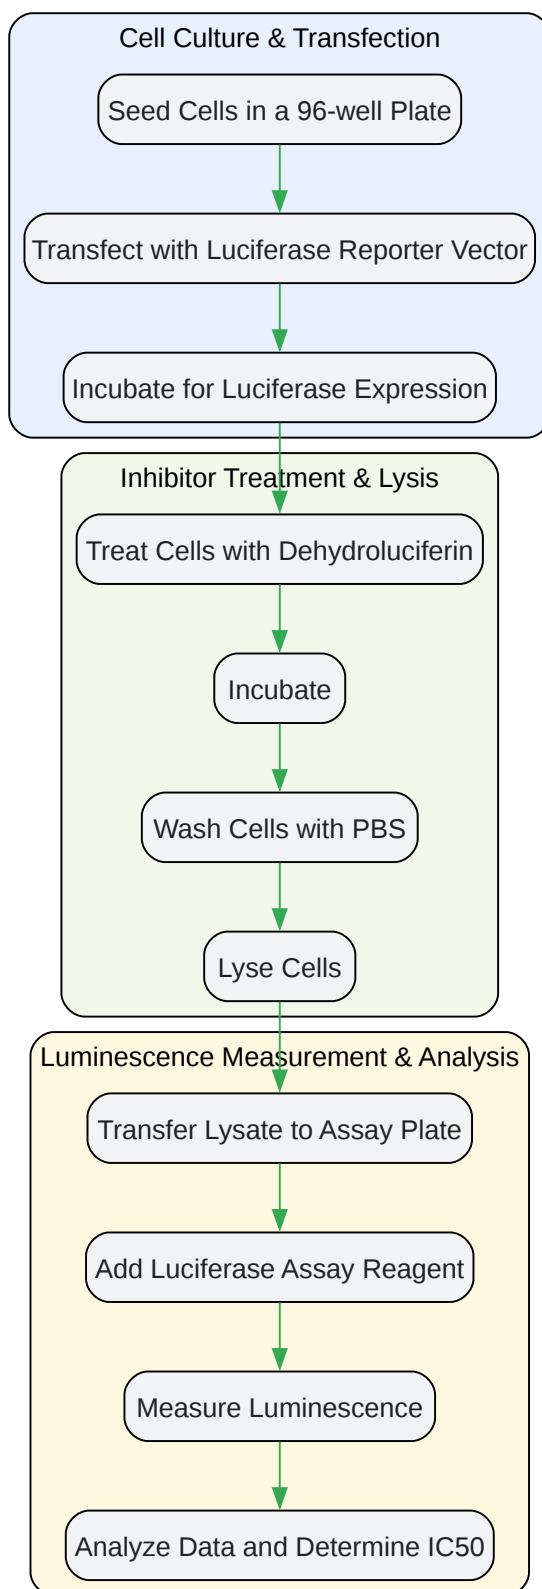 Cell Culture & Transfection
Seed Cells in a 96-well Plate
Transfect with Luciferase Reporter Vector
Incubate for Luciferase Expression
Inhibitor Treatment & Lysis
Treat Cells with Dehydroluciferin
Incubate
Wash Cells with PBS
Lyse Cells
Luminescence Measurement & Analysis
Transfer Lysate to Assay Plate
Add Luciferase Assay Reagent
Measure Luminescence
Analyze Data and Determine IC50